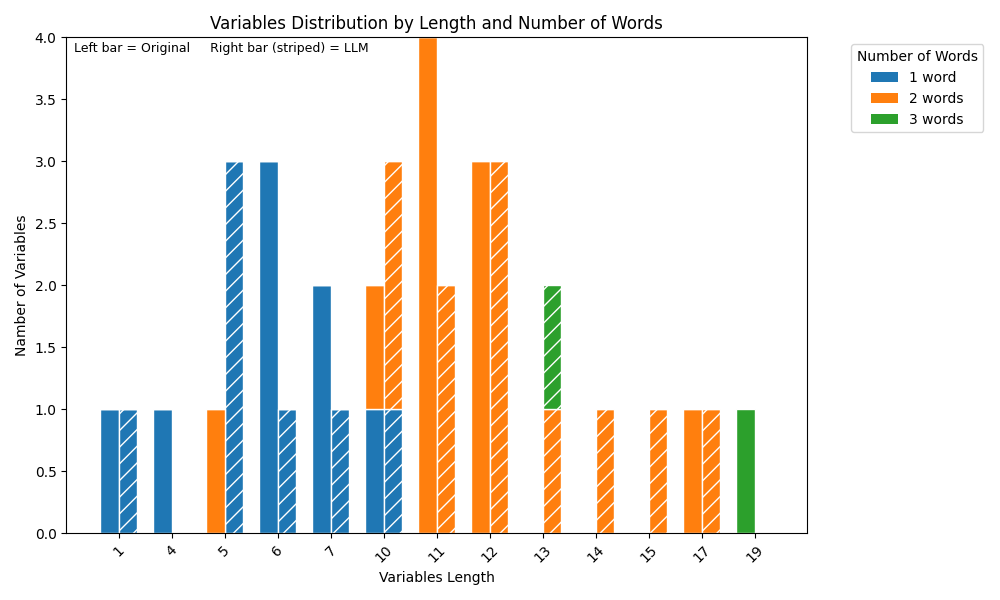 Variables Distribution by Length and Number of Words
Left bar = Original Right bar (striped) = LLM
Number of Words
1 word
2 words
3 words
4.0
3.5
3.0
2.5
2.0
1.5
1.0
0.5
0.0
Namber of Variables
1 4 5 6 7 10 11 12 13 14 15 17 19
Variables Length